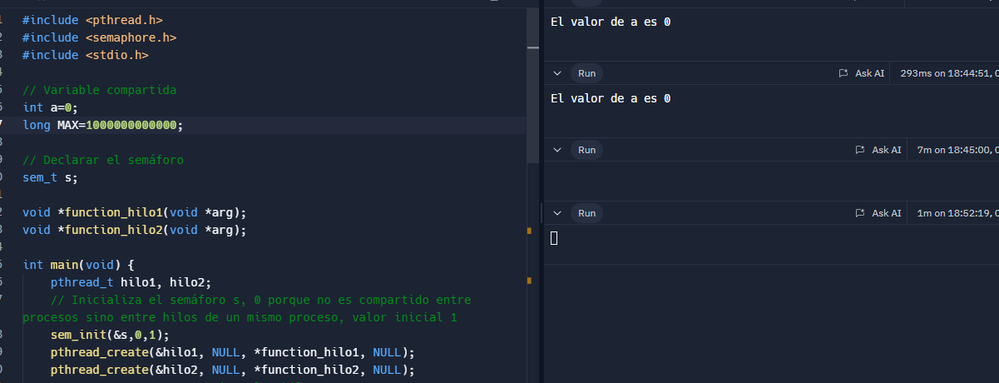 #include <pthread.h>
#include <semaphore.h>
#include <stdio.h>
// Variable compartida
int a=0;
long MAX=1000000000000;
// Declarar el semáforo
sem_t s;
void *function_hilo1(void *arg);
void *function_hilo2(void *arg);
int main(void) {
pthread_t hilo1, hilo2;
// Inicializa el semáforo s, 0 porque no es compartido entre
procesos sino entre hilos de un mismo proceso, valor inicial 1
sem_init(&s,0,1);
pthread_create(&hilo1, NULL, *function_hilo1, NULL);
pthread_create(&hilo2, NULL, *function_hilo2, NULL);
El valor de a es 0
Run Ask AI 293ms on 18:44:51,
El valor de a es 0
Run Ask AI 7m on 18:45:00,
Run Ask AI 1m on 18:52:19,